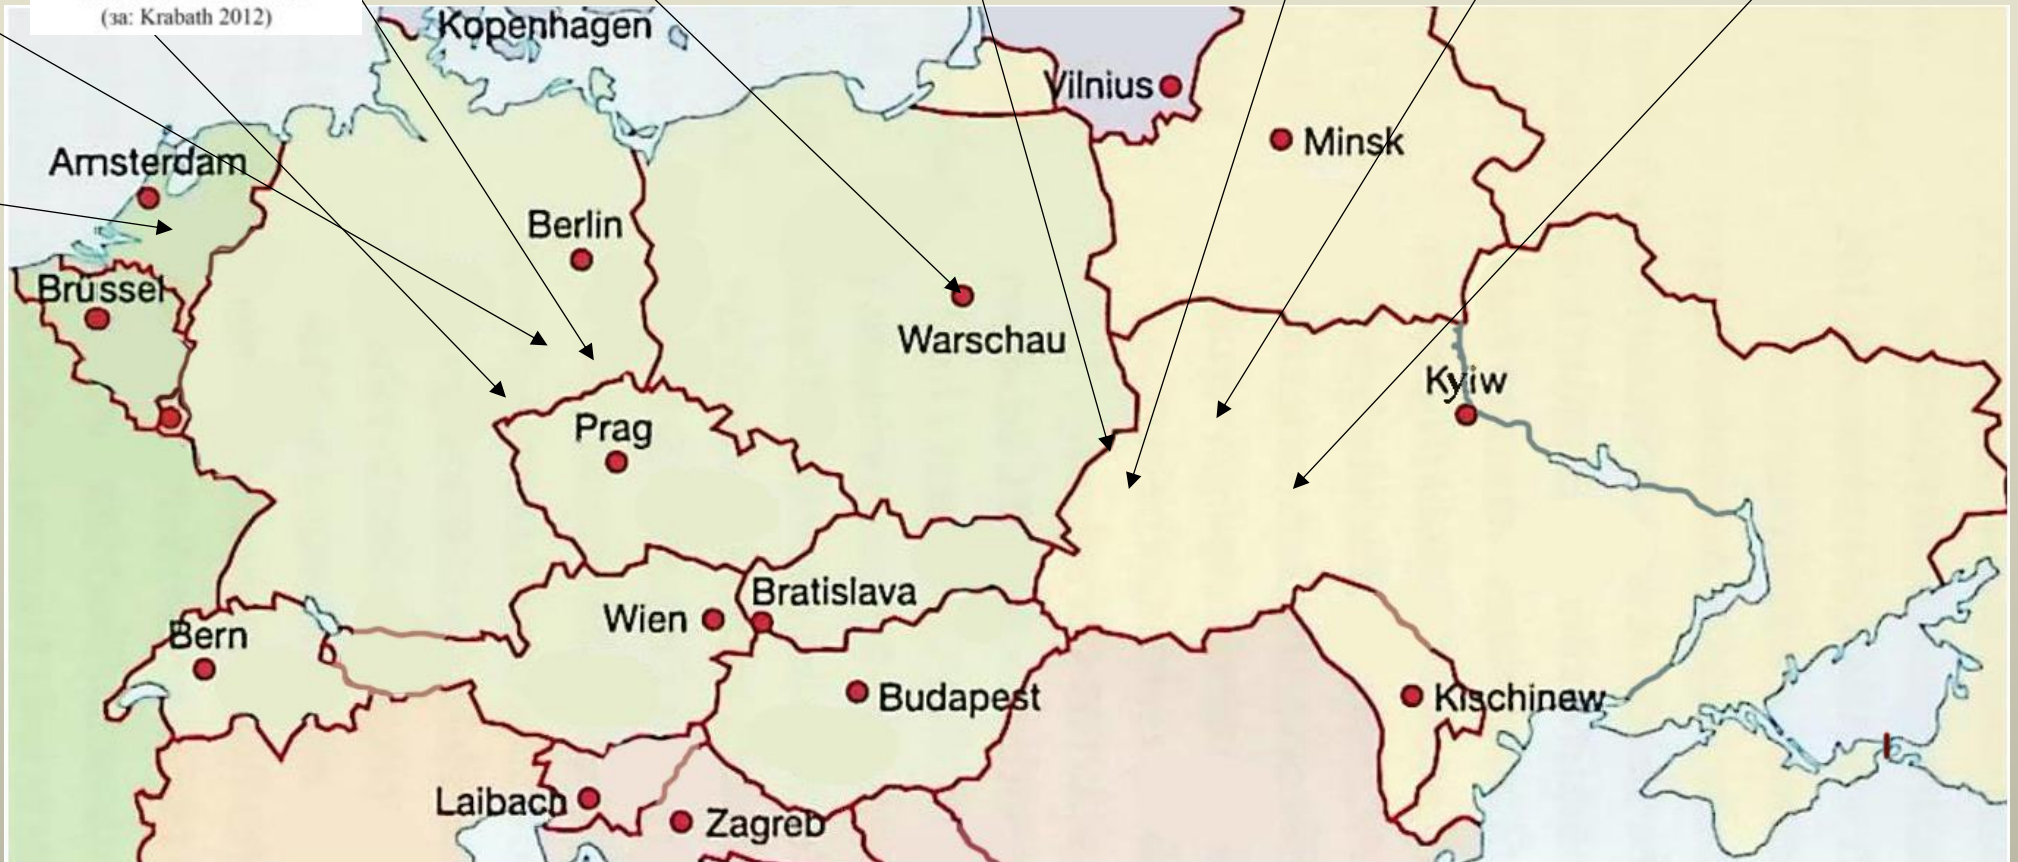 (за: Krabath 2012)
Kopenhagen
Vilnius
Minsk
Amsterdam
Berlin
Brüssel
Warschau
Kyiw
Prag
Bratislava
Wien
Bern
Budapest
Kischinew
Laibach
Zagreb